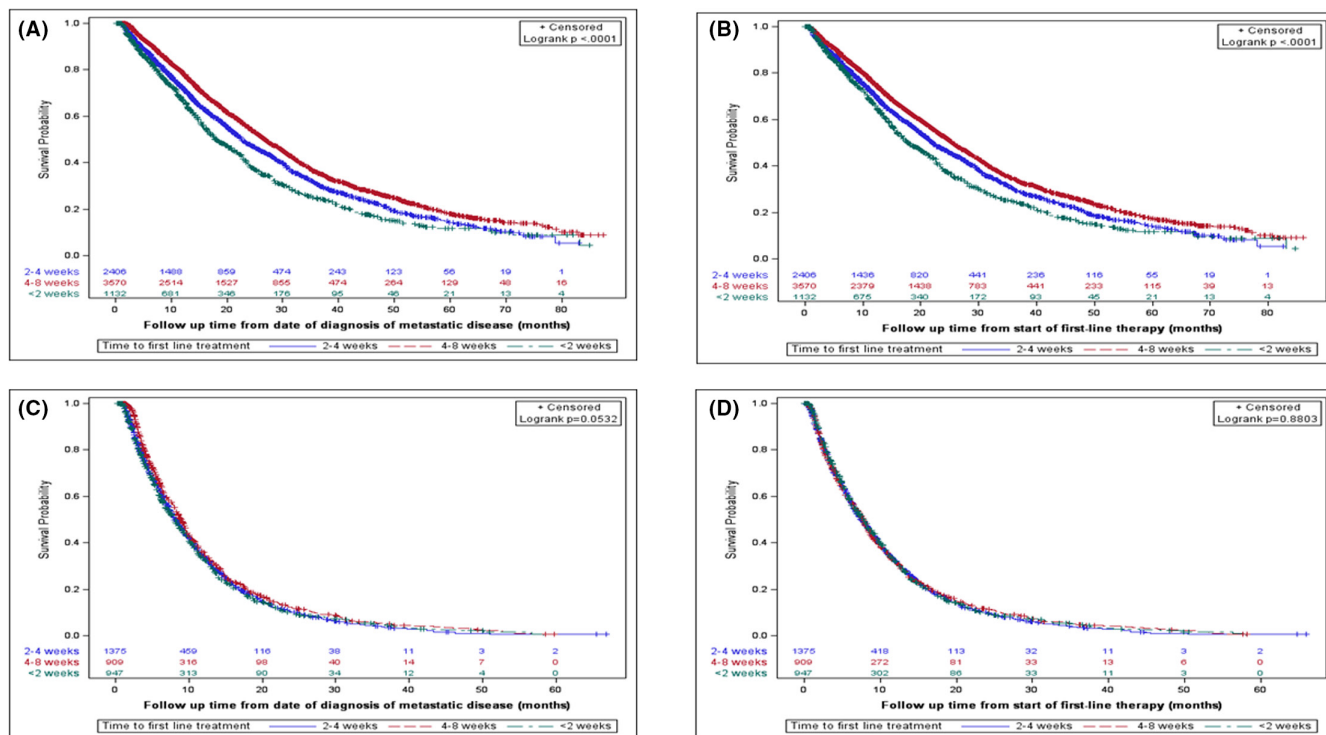 (A)
+ Censored
Logrank p <.0001
Survival Probability
1.0
0.8
0.6
0.4
0.2
0.0
2-4 weeks 2406 1488 859 474 243 123 56 19 1
4-8 weeks 3570 2514 1527 855 474 264 129 48 16
<2 weeks 1132 681 346 176 95 46 21 13 4
0 10 20 30 40 50 60 70 80
Follow up time from date of diagnosis of metastatic disease (months)
Time to first line treatment 2-4 weeks 4-8 weeks <2 weeks
(B)
+ Censored
Logrank p <.0001
Survival Probability
1.0
0.8
0.6
0.4
0.2
0.0
2-4 weeks 2406 1436 820 441 236 116 55 19 1
4-8 weeks 3570 2379 1438 783 441 233 115 39 13
<2 weeks 1132 675 340 172 93 45 21 13 4
0 10 20 30 40 50 60 70 80
Follow up time from start of first-line therapy (months)
Time to first line treatment 2-4 weeks 4-8 weeks <2 weeks
(C)
+ Censored
Logrank p=0.0532
Survival Probability
1.0
0.8
0.6
0.4
0.2
0.0
2-4 weeks 1375 459 116 38 11 3 2
4-8 weeks 909 316 98 40 14 7 0
<2 weeks 947 313 90 34 12 4 0
0 10 20 30 40 50 60
Follow up time from date of diagnosis of metastatic disease (months)
Time to first line treatment 2-4 weeks 4-8 weeks <2 weeks
(D)
+ Censored
Logrank p=0.8803
Survival Probability
1.0
0.8
0.6
0.4
0.2
0.0
2-4 weeks 1375 418 113 32 11 3 2
4-8 weeks 909 272 81 33 13 6 0
<2 weeks 947 302 86 33 11 3 0
0 10 20 30 40 50 60
Follow up time from start of first-line therapy (months)
Time to first line treatment 2-4 weeks 4-8 weeks <2 weeks